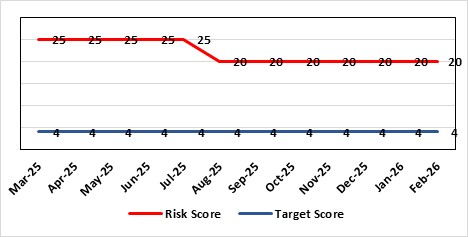 25 25 25 25 25
20 20 20 20 20 20 20
4 4 4 4 4 4 4 4 4 4 4 4
Mar-25 Apr-25 May-25 Jun-25 Jul-25 Aug-25 Sep-25 Oct-25 Nov-25 Dec-25 Jan-26 Feb-26
Risk Score Target Score